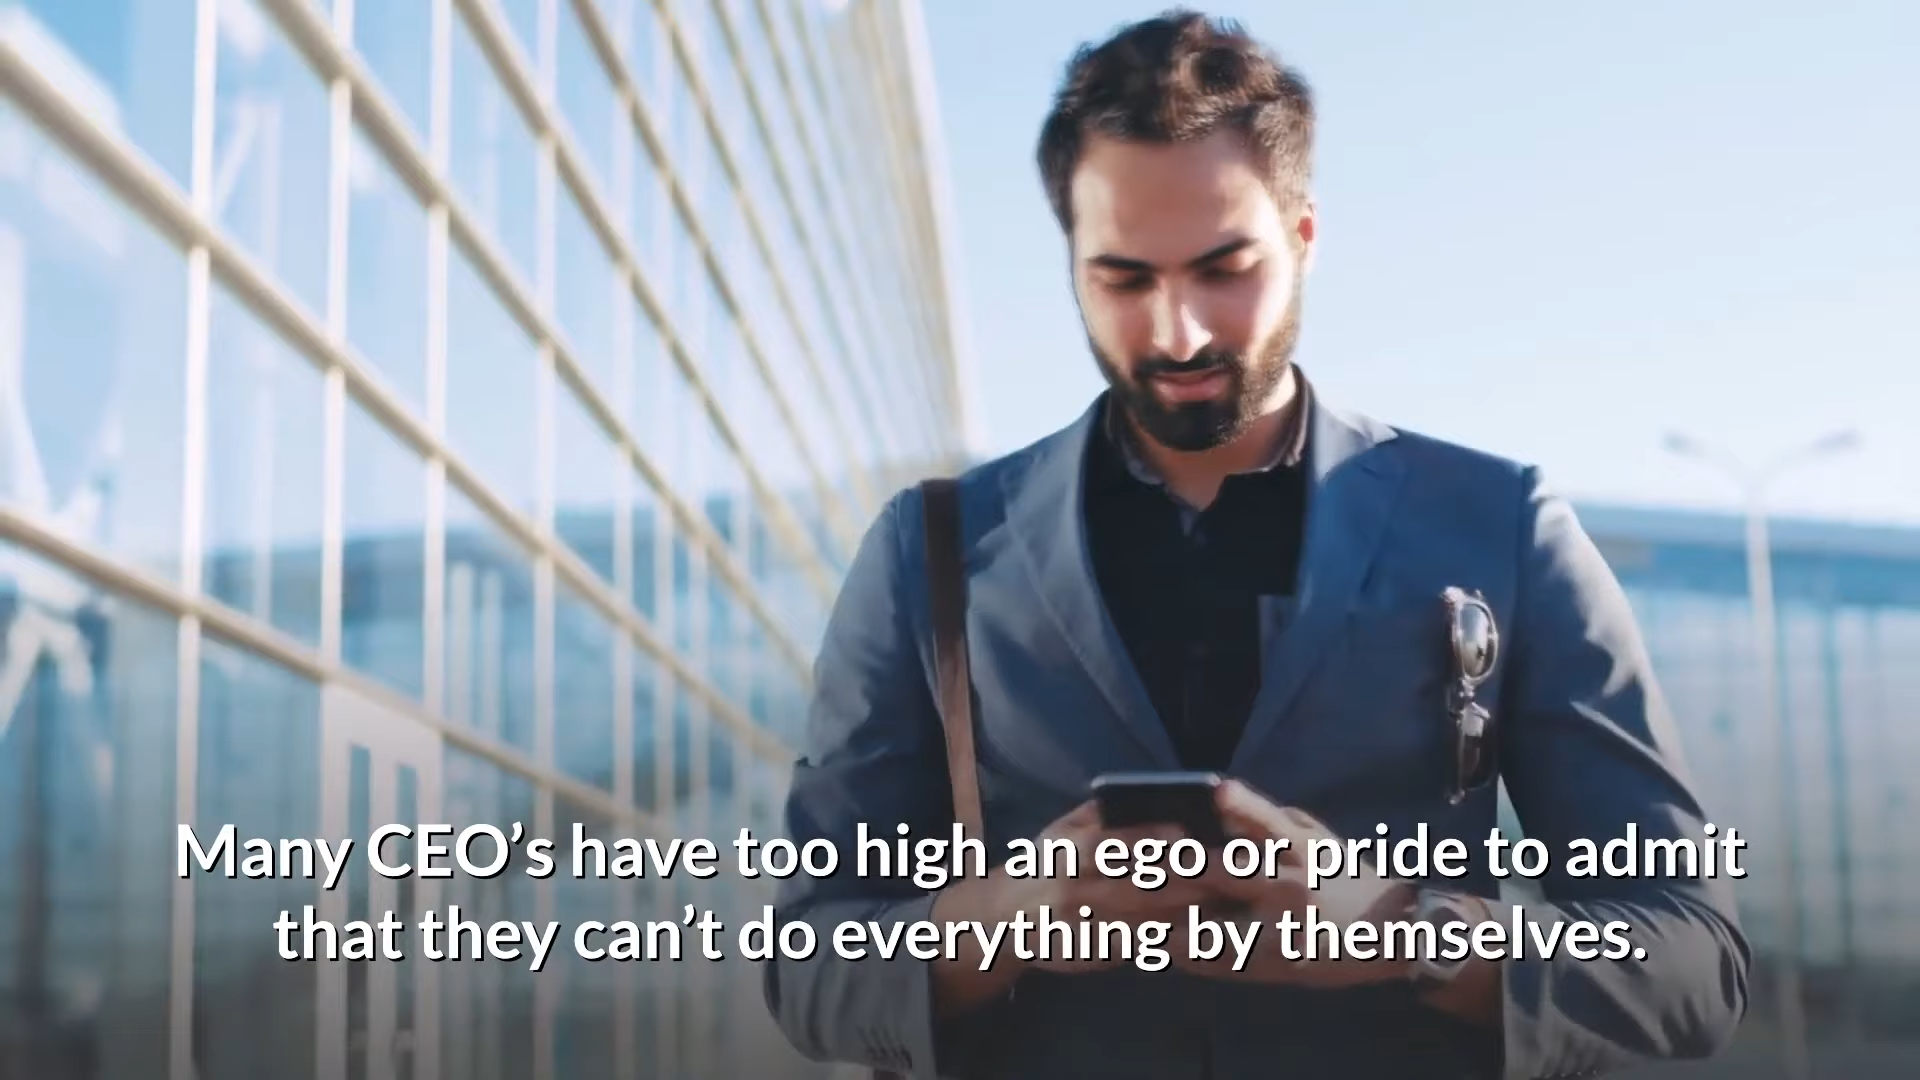 Many CEO’s have too high an ego or pride to admit
that they can’t do everything by themselves.